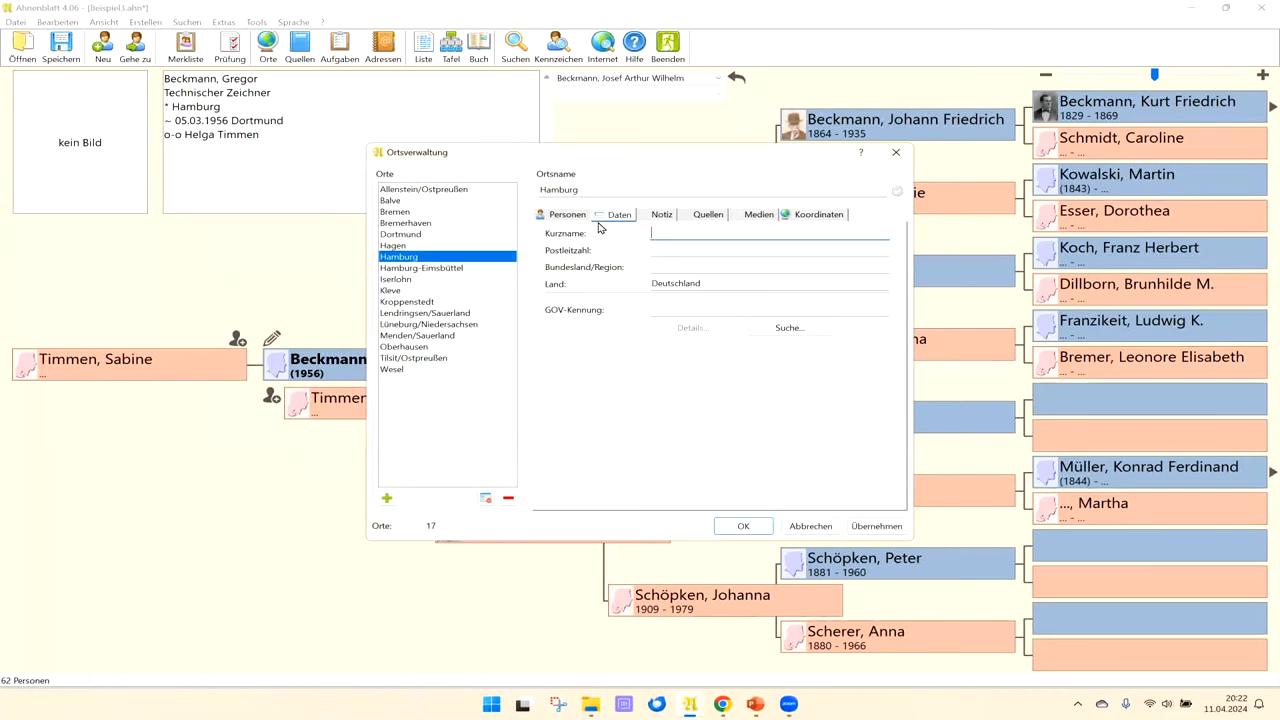 Ahnenblatt 4.06 - [Beispiel3.ahn*]
Datei Bearbeiten Ansicht Erstellen Suchen Extras Tools Sprache ?
Öffnen Speichern Neu Gehe zu Merkliste Prüfung Orte Quellen Aufgaben Adressen Liste Tafel Buch Suchen Kennzeichen Internet Hilfe Beenden
kein Bild
Beckmann, Gregor
Technischer Zeichner
* Hamburg
~ 05.03.1956 Dortmund
o-o Helga Timmen
Beckmann, Josef Arthur Wilhelm
Timmen, Sabine
...
Beckmann
(1956)
Timmer
...
Ortsverwaltung
?
Orte
Allenstein/Ostpreußen
Balve
Bremen
Bremerhaven
Dortmund
Hagen
Hamburg
Hamburg-Eimsbüttel
Iserlohn
Kleve
Kroppenstedt
Lendringsen/Sauerland
Lüneburg/Niedersachsen
Menden/Sauerland
Oberhausen
Tilsit/Ostpreußen
Wesel
Orte: 17
Ortsname
Hamburg
Personen Daten Notiz Quellen Medien Koordinaten
Kurzname:
Postleitzahl:
Bundesland/Region:
Land: Deutschland
GOV-Kennung:
Details... Suche...
OK Abbrechen Übernehmen
Beckmann, Johann Friedrich
1864 - 1935
ie
na
Schöpken, Johanna
1909 - 1979
Schöpken, Peter
1881 - 1960
Scherer, Anna
1880 - 1966
Beckmann, Kurt Friedrich
1829 - 1869
Schmidt, Caroline
... - ...
Kowalski, Martin
(1843) - ...
Esser, Dorothea
... - ...
Koch, Franz Herbert
... - ...
Dillborn, Brunhilde M.
... - ...
Franzikeit, Ludwig K.
... - ...
Bremer, Leonore Elisabeth
... - ...
Müller, Konrad Ferdinand
(1844) - ...
..., Martha
... - ...
62 Personen
20:22
11.04.2024